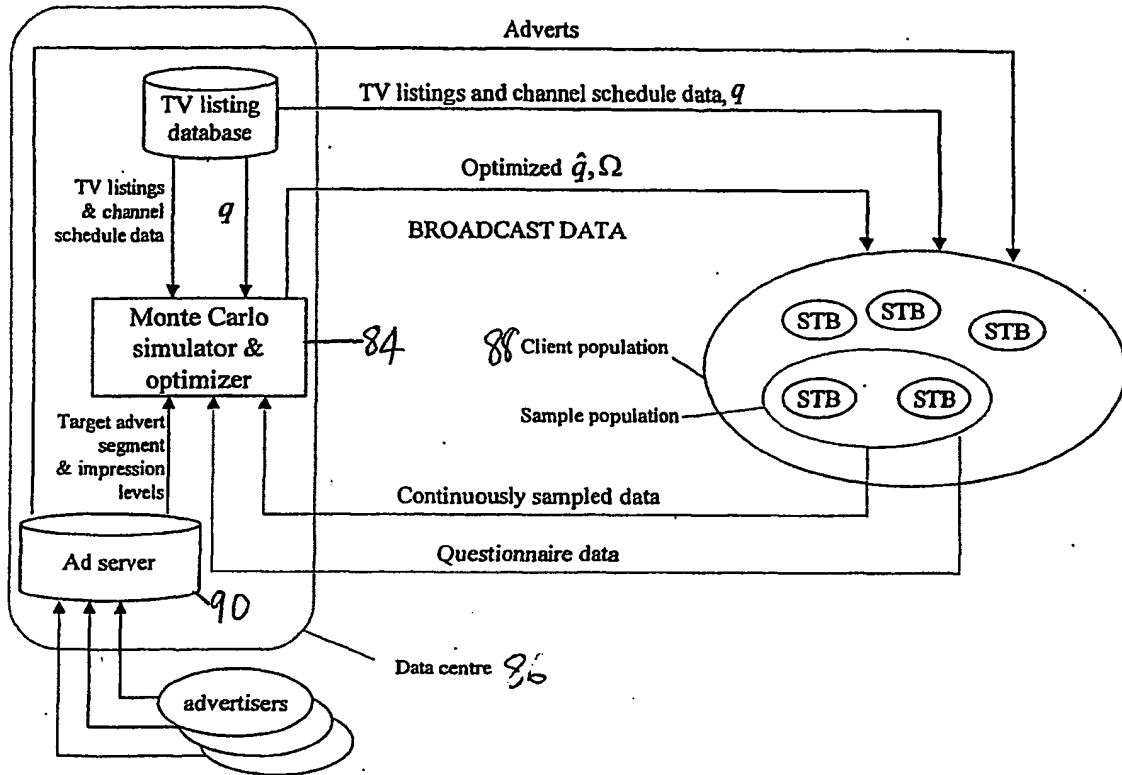 Adverts
TV listing
database
TV listings and channel schedule data, q
TV listings
& channel
schedule data
q
Optimized q̂, Ω
BROADCAST DATA
Monte Carlo
simulator &
optimizer
84
88 Client population
STB
STB
STB
Sample population
STB
STB
Target advert
segment
& impression
levels
Continuously sampled data
Questionnaire data
Ad server
90
Data centre 86
advertisers